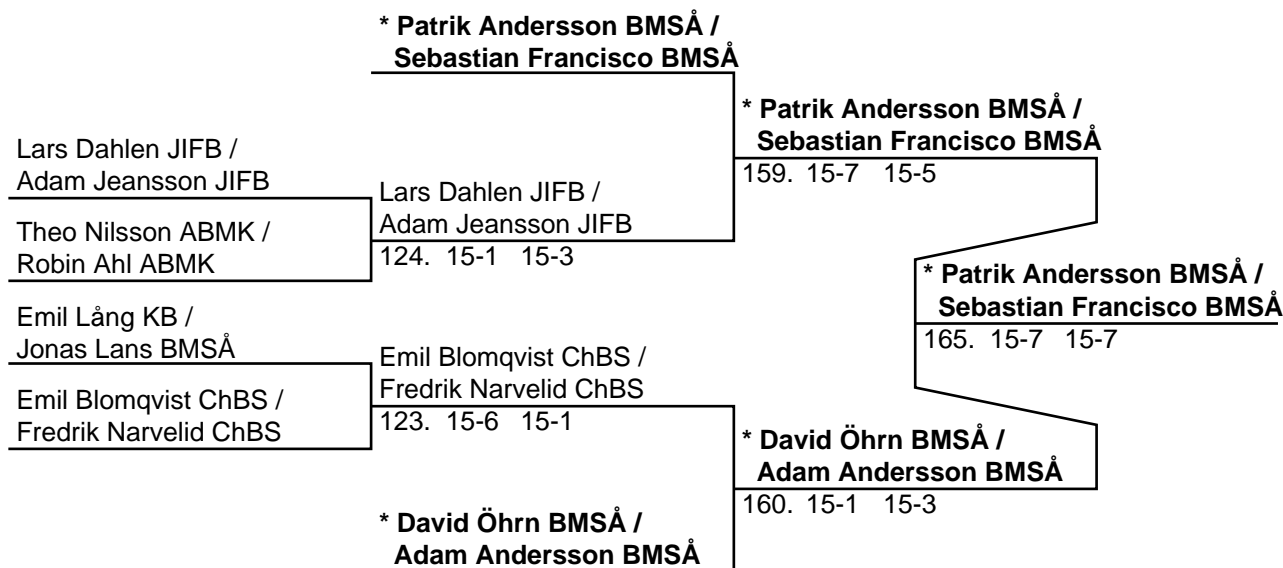 * Patrik Andersson BMSÅ /
Sebastian Francisco BMSÅ
* Patrik Andersson BMSÅ /
Sebastian Francisco BMSÅ
159. 15-7 15-5
Lars Dahlen JIFB /
Adam Jeansson JIFB
Lars Dahlen JIFB /
Adam Jeansson JIFB
124. 15-1 15-3
Theo Nilsson ABMK /
Robin Ahl ABMK
* Patrik Andersson BMSÅ /
Sebastian Francisco BMSÅ
165. 15-7 15-7
Emil Lång KB /
Jonas Lans BMSÅ
Emil Blomqvist ChBS /
Fredrik Narvelid ChBS
123. 15-6 15-1
Emil Blomqvist ChBS /
Fredrik Narvelid ChBS
* David Öhrn BMSÅ /
Adam Andersson BMSÅ
160. 15-1 15-3
* David Öhrn BMSÅ /
Adam Andersson BMSÅ